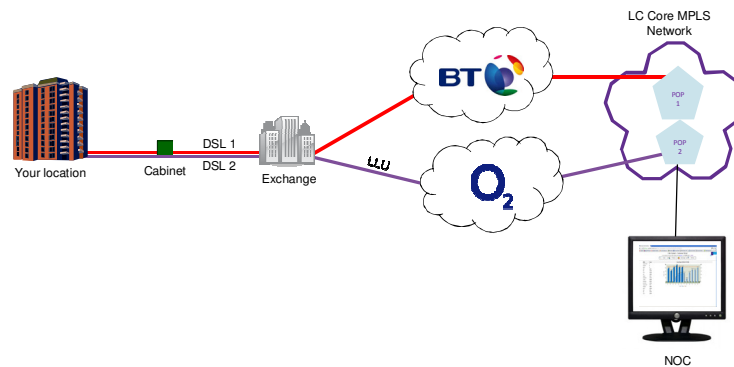 LC Core MPLS
Network
BT
POP
1
DSL 1
DSL 2
Your location
Cabinet
Exchange
LLU
O2
POP
2
NOC